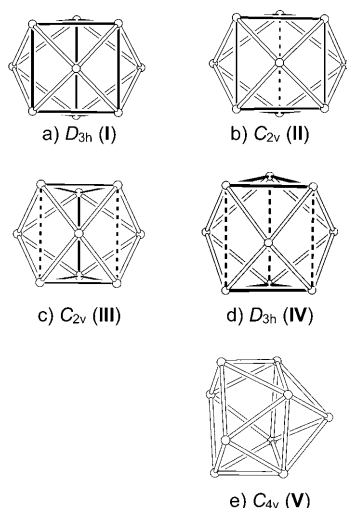 a) D3h (I)
b) C2v (II)
c) C2v (III)
d) D3h (IV)
e) C4v (V)